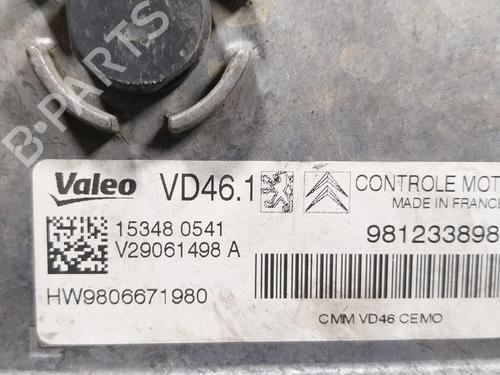 B-PARTS
Valeo VD46.1
CONTROLE MOT
MADE IN FRANCE
15348 0541
V29061498 A
981233898
HW9806671980
CMM VD46 CEMO